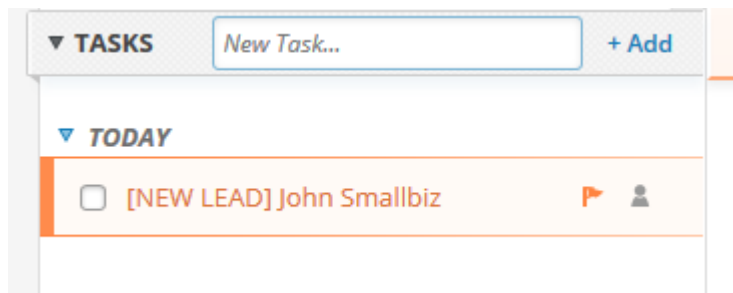 TASKS New Task... + Add
TODAY
[NEW LEAD] John Smallbiz